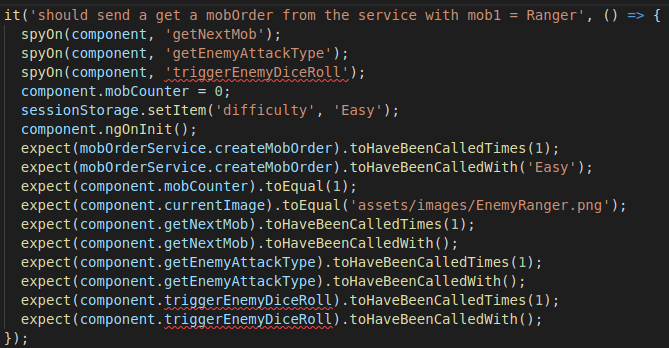 it('should send a get a mobOrder from the service with mob1 = Ranger', () => {
  spyOn(component, 'getNextMob');
  spyOn(component, 'getEnemyAttackType');
  spyOn(component, 'triggerEnemyDiceRoll');
  component.mobCounter = 0;
  sessionStorage.setItem('difficulty', 'Easy');
  component.ngOnInit();
  expect(mobOrderService.createMobOrder).toHaveBeenCalledTimes(1);
  expect(mobOrderService.createMobOrder).toHaveBeenCalledWith('Easy');
  expect(component.mobCounter).toEqual(1);
  expect(component.currentImage).toEqual('assets/images/EnemyRanger.png');
  expect(component.getNextMob).toHaveBeenCalledTimes(1);
  expect(component.getNextMob).toHaveBeenCalledWith();
  expect(component.getEnemyAttackType).toHaveBeenCalledTimes(1);
  expect(component.getEnemyAttackType).toHaveBeenCalledWith();
  expect(component.triggerEnemyDiceRoll).toHaveBeenCalledTimes(1);
  expect(component.triggerEnemyDiceRoll).toHaveBeenCalledWith();
});